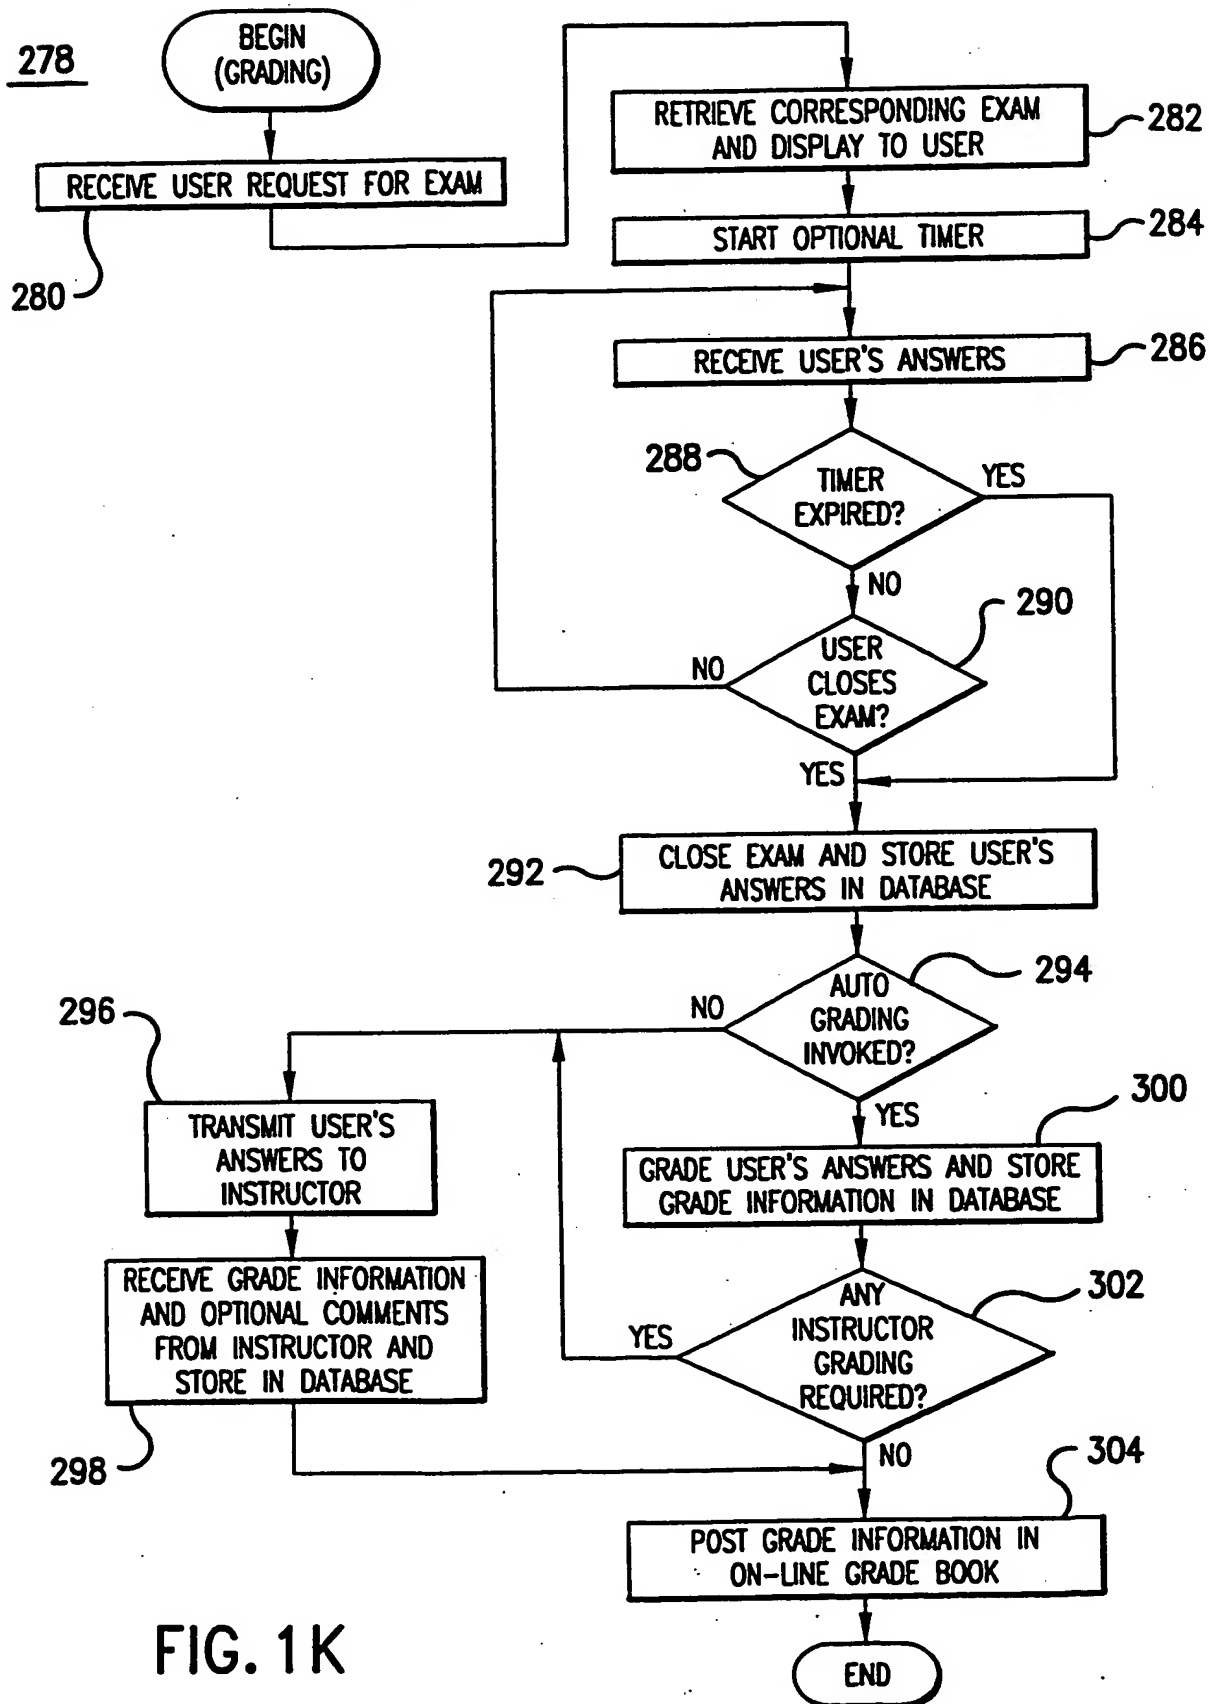 278
BEGIN
(GRADING)
RECEIVE USER REQUEST FOR EXAM
280
RETRIEVE CORRESPONDING EXAM
AND DISPLAY TO USER
282
START OPTIONAL TIMER
284
RECEIVE USER'S ANSWERS
286
288
TIMER
EXPIRED?
YES
NO
290
USER
CLOSES
EXAM?
NO
YES
292
CLOSE EXAM AND STORE USER'S
ANSWERS IN DATABASE
294
AUTO
GRADING
INVOKED?
NO
YES
296
TRANSMIT USER'S
ANSWERS TO
INSTRUCTOR
300
GRADE USER'S ANSWERS AND STORE
GRADE INFORMATION IN DATABASE
RECEIVE GRADE INFORMATION
AND OPTIONAL COMMENTS
FROM INSTRUCTOR AND
STORE IN DATABASE
298
302
ANY
INSTRUCTOR
GRADING
REQUIRED?
YES
NO
304
POST GRADE INFORMATION IN
ON-LINE GRADE BOOK
END
FIG. 1K